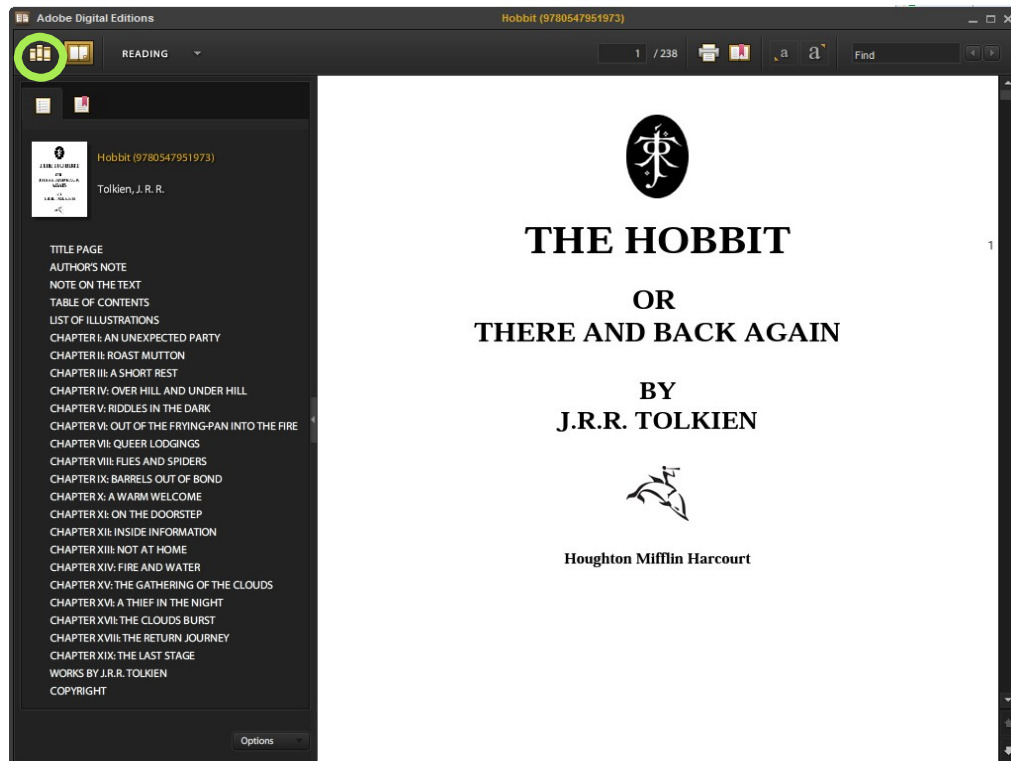 Adobe Digital Editions
Hobbit (9780547951973)
READING
1 / 238
a a
Find
Hobbit (9780547951973)
Tolkien, J. R. R.
TITLE PAGE
AUTHOR'S NOTE
NOTE ON THE TEXT
TABLE OF CONTENTS
LIST OF ILLUSTRATIONS
CHAPTER I: AN UNEXPECTED PARTY
CHAPTER II: ROAST MUTTON
CHAPTER III: A SHORT REST
CHAPTER IV: OVER HILL AND UNDER HILL
CHAPTER V: RIDDLES IN THE DARK
CHAPTER VI: OUT OF THE FRYING-PAN INTO THE FIRE
CHAPTER VII: QUEER LODGINGS
CHAPTER VIII: FLIES AND SPIDERS
CHAPTER IX: BARRELS OUT OF BOND
CHAPTER X: A WARM WELCOME
CHAPTER XI: ON THE DOORSTEP
CHAPTER XII: INSIDE INFORMATION
CHAPTER XIII: NOT AT HOME
CHAPTER XIV: FIRE AND WATER
CHAPTER XV: THE GATHERING OF THE CLOUDS
CHAPTER XVI: A THIEF IN THE NIGHT
CHAPTER XVII: THE CLOUDS BURST
CHAPTER XVIII: THE RETURN JOURNEY
CHAPTER XIX: THE LAST STAGE
WORKS BY J.R.R. TOLKIEN
COPYRIGHT
Options
THE HOBBIT
1
OR
THERE AND BACK AGAIN
BY
J.R.R. TOLKIEN
Houghton Mifflin Harcourt